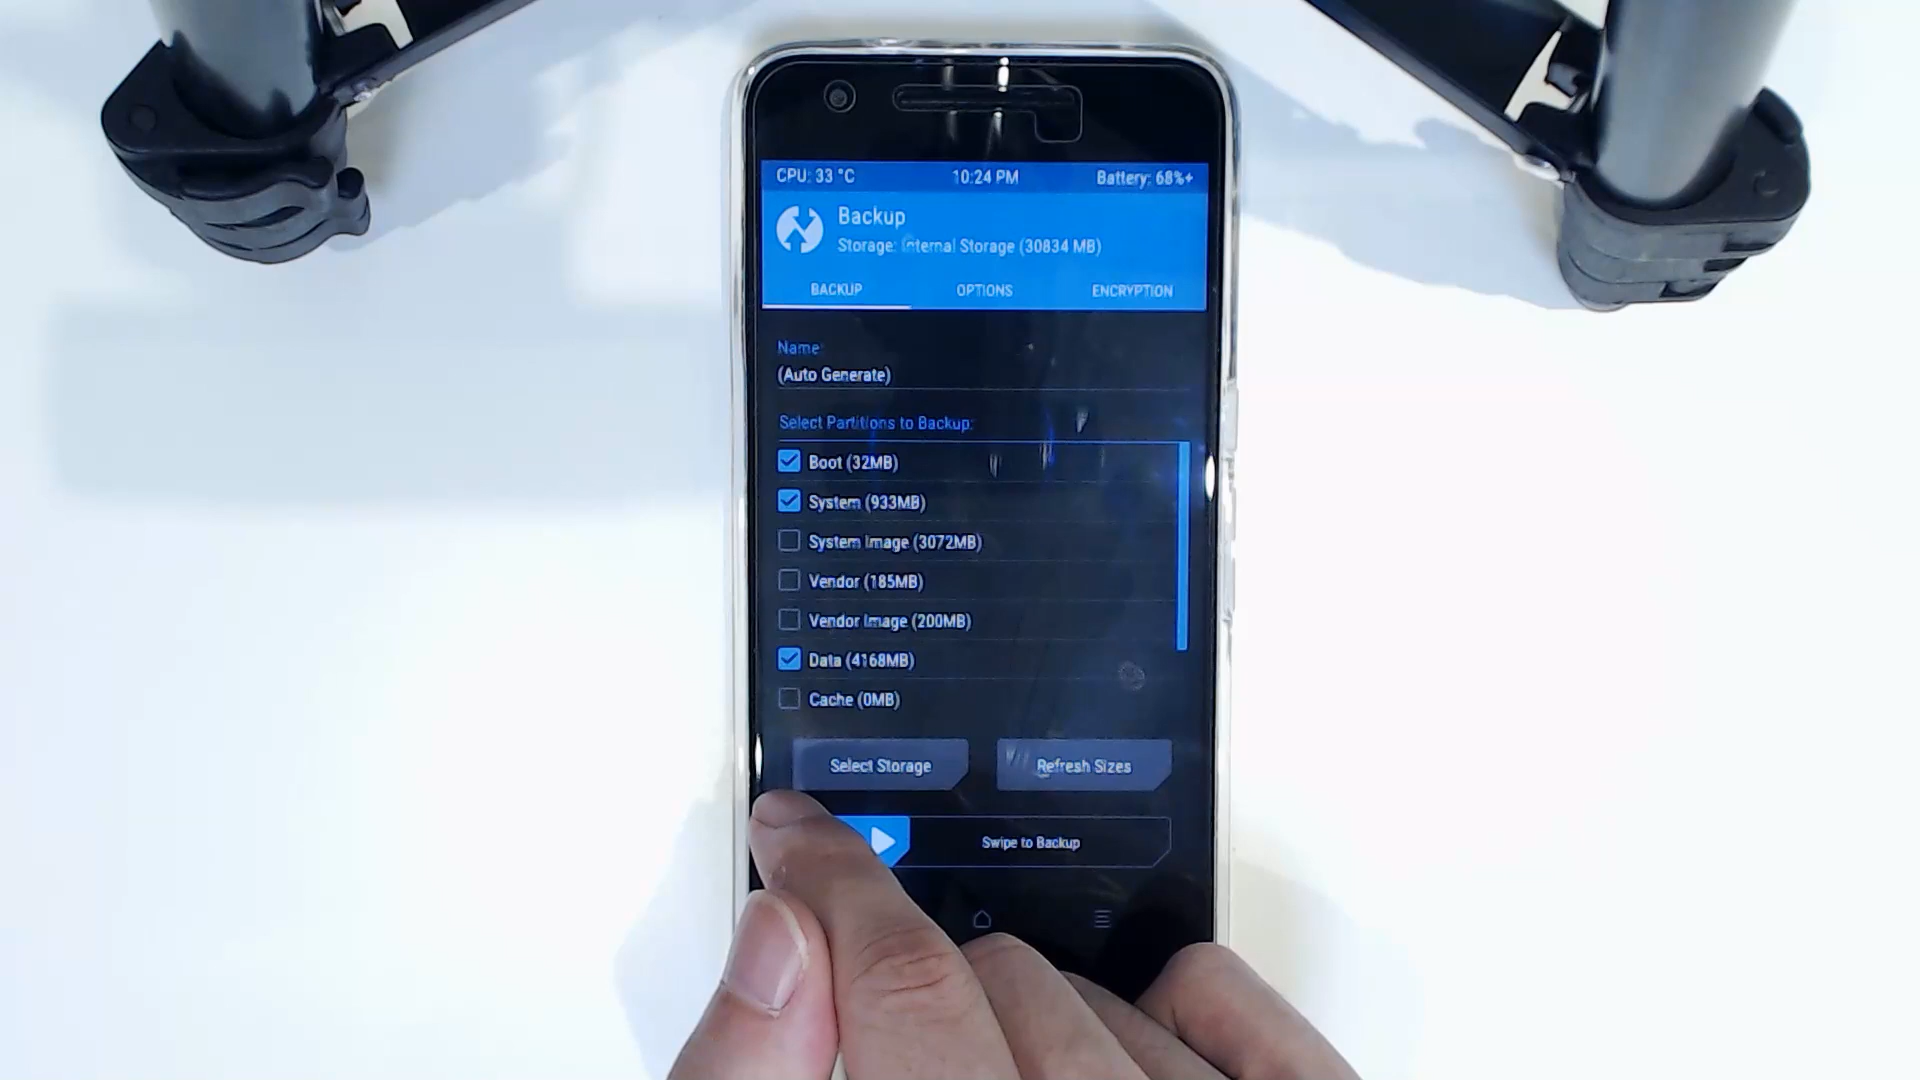 CPU: 33 °C 10:24 PM Battery: 68%+
Backup
Storage: Internal Storage (30834 MB)
BACKUP OPTIONS ENCRYPTION
Name:
(Auto Generate)
Select Partitions to Backup:
Boot (32MB)
System (933MB)
System Image (3072MB)
Vendor (185MB)
Vendor Image (200MB)
Data (4168MB)
Cache (0MB)
Select Storage Refresh Sizes
Swipe to Backup